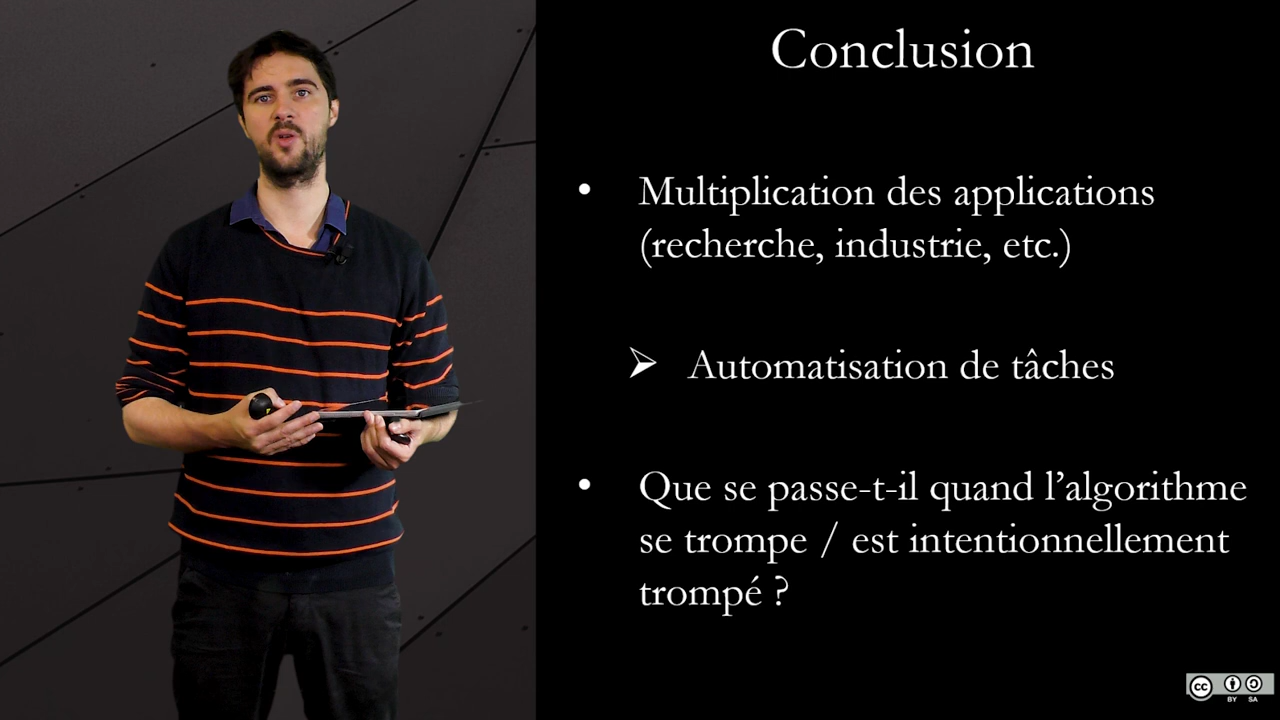 Conclusion
• Multiplication des applications
(recherche, industrie, etc.)
➢ Automatisation de tâches
• Que se passe-t-il quand l’algorithme
se trompe / est intentionnellement
trompé ?
cc
BY SA